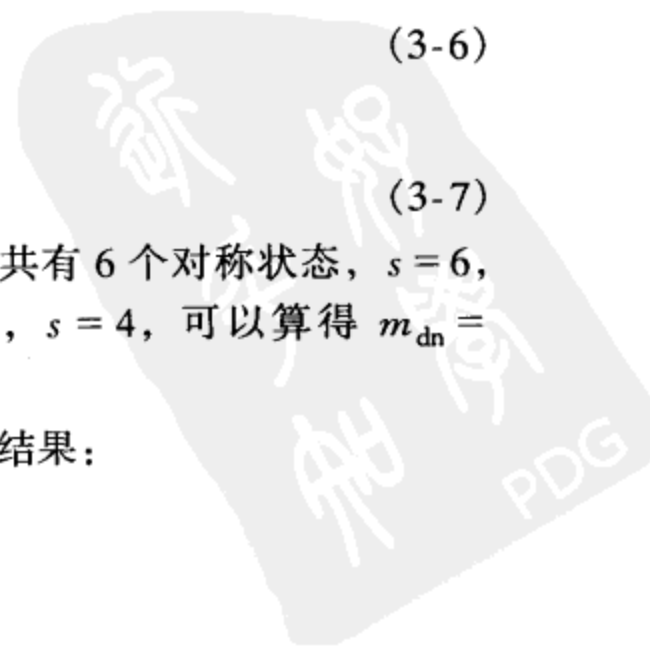 (3-6)
(3-7)
共有 6 个对称状态，s = 6，
，s = 4，可以算得 m_dn =
结果：
PDG